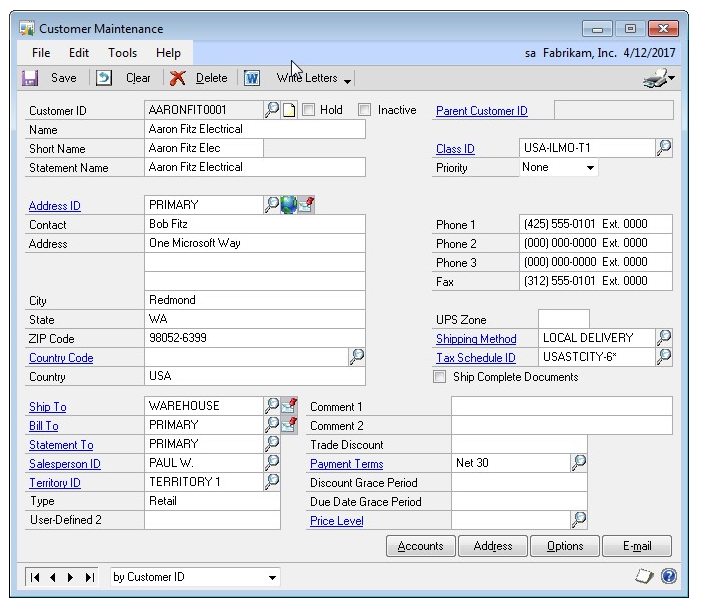 Customer Maintenance
File Edit Tools Help sa Fabrikam, Inc. 4/12/2017
Save Clear Delete Write Letters
Customer ID AARONFIT0001 Hold Inactive Parent Customer ID
Name Aaron Fitz Electrical
Short Name Aaron Fitz Elec Class ID USA-ILMO-T1
Statement Name Aaron Fitz Electrical Priority None
Address ID PRIMARY
Contact Bob Fitz Phone 1 (425) 555-0101 Ext. 0000
Address One Microsoft Way Phone 2 (000) 000-0000 Ext. 0000
Phone 3 (000) 000-0000 Ext. 0000
Fax (312) 555-0101 Ext. 0000
City Redmond
State WA UPS Zone
ZIP Code 98052-6399 Shipping Method LOCAL DELIVERY
Country Code Tax Schedule ID USASTCITY-6*
Country USA Ship Complete Documents
Ship To WAREHOUSE Comment 1
Bill To PRIMARY Comment 2
Statement To PRIMARY Trade Discount
Salesperson ID PAUL W. Payment Terms Net 30
Territory ID TERRITORY 1 Discount Grace Period
Type Retail Due Date Grace Period
User-Defined 2 Price Level
Accounts Address Options E-mail
by Customer ID